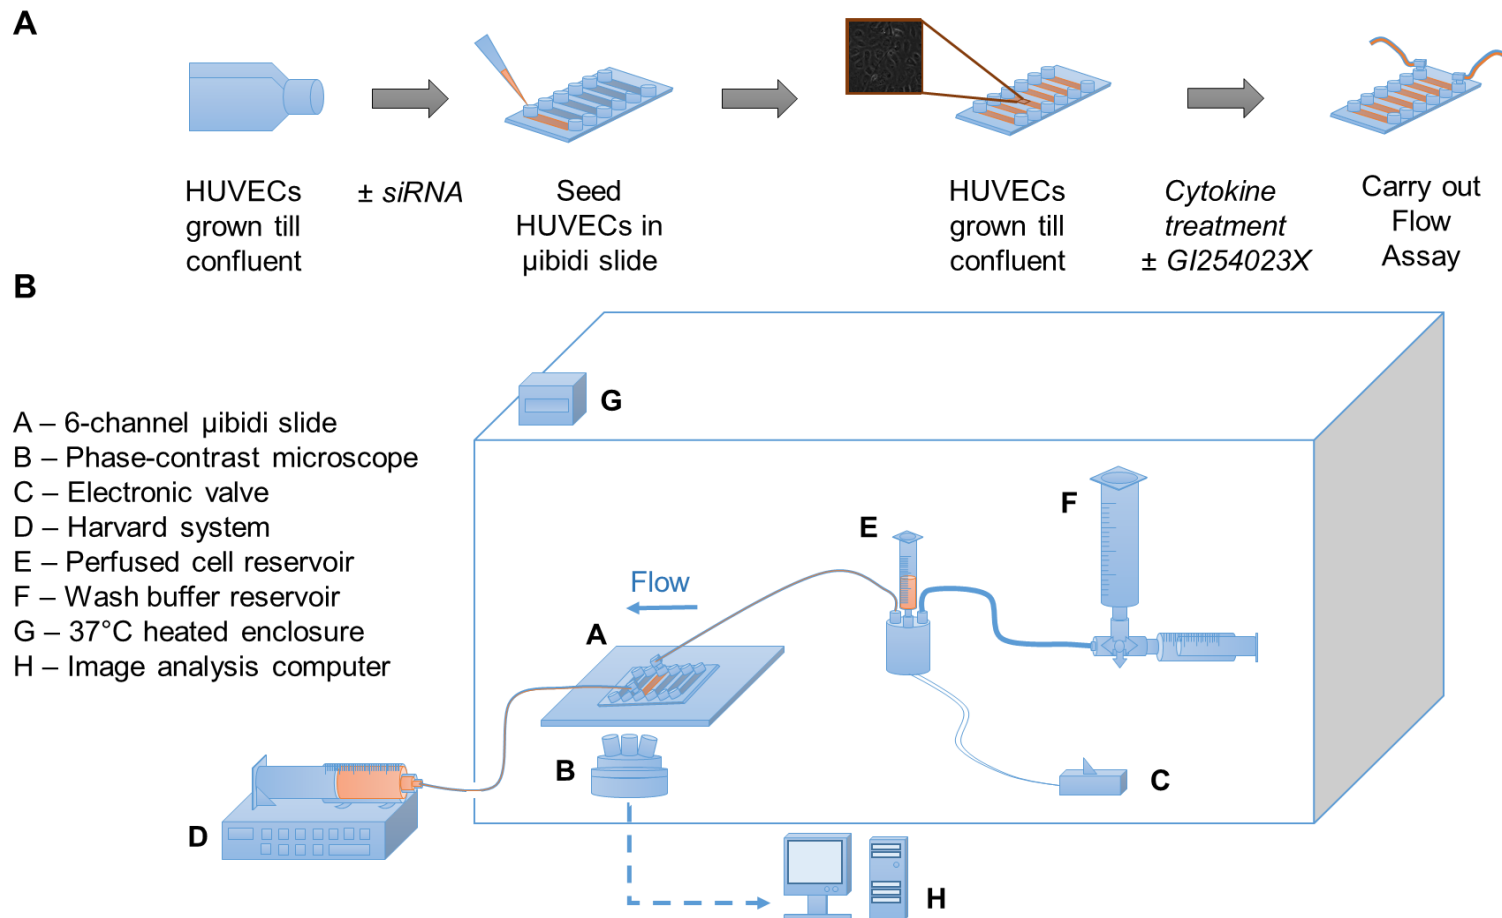 A
HUVECs
grown till
confluent
± siRNA
Seed
HUVECs in
µibidi slide
HUVECs
grown till
confluent
Cytokine
treatment
± GI254023X
Carry out
Flow
Assay
B
A – 6-channel µibidi slide
B – Phase-contrast microscope
C – Electronic valve
D – Harvard system
E – Perfused cell reservoir
F – Wash buffer reservoir
G – 37°C heated enclosure
H – Image analysis computer
G
F
E
Flow
A
B
C
D
H